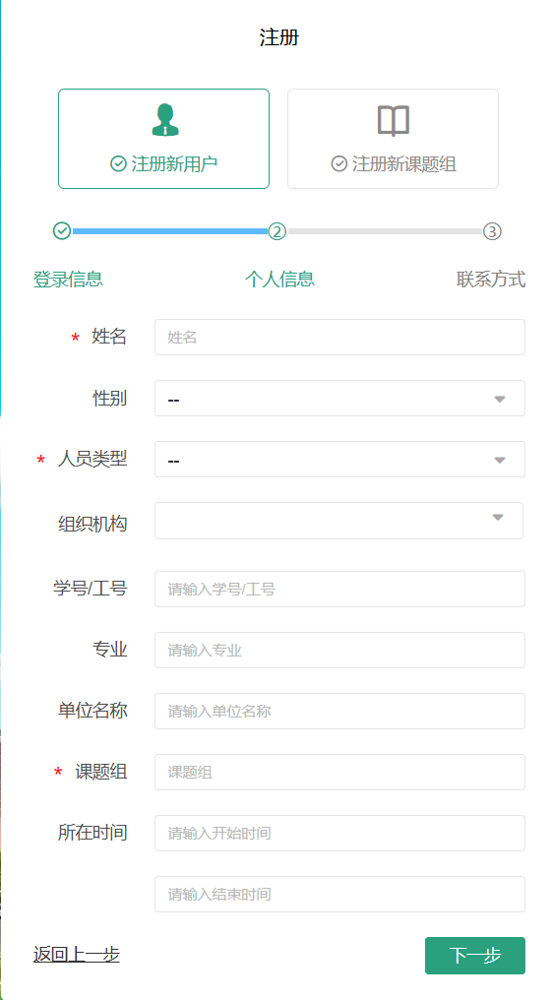 注册
注册新用户 注册新课题组
2 3
登录信息 个人信息 联系方式
* 姓名 姓名
性别 --
* 人员类型 --
组织机构
学号/工号 请输入学号/工号
专业 请输入专业
单位名称 请输入单位名称
* 课题组 课题组
所在时间 请输入开始时间
请输入结束时间
返回上一步 下一步